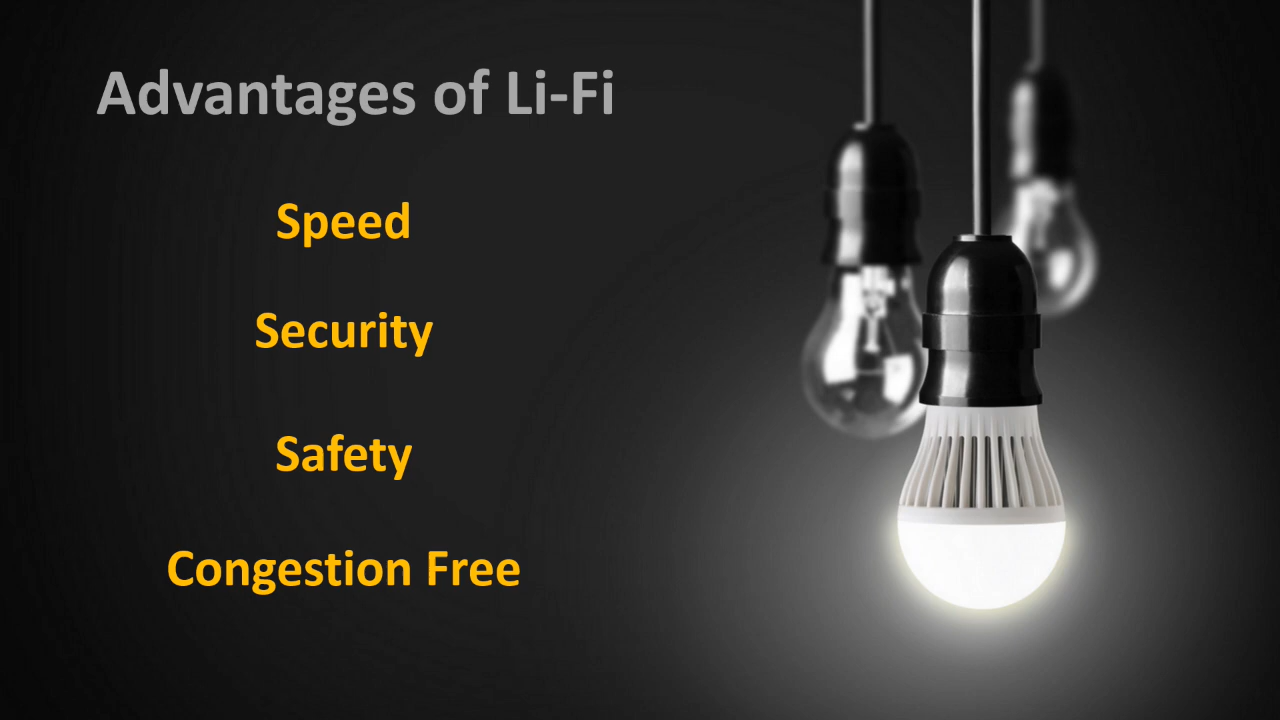 Advantages of Li-Fi
Speed
Security
Safety
Congestion Free